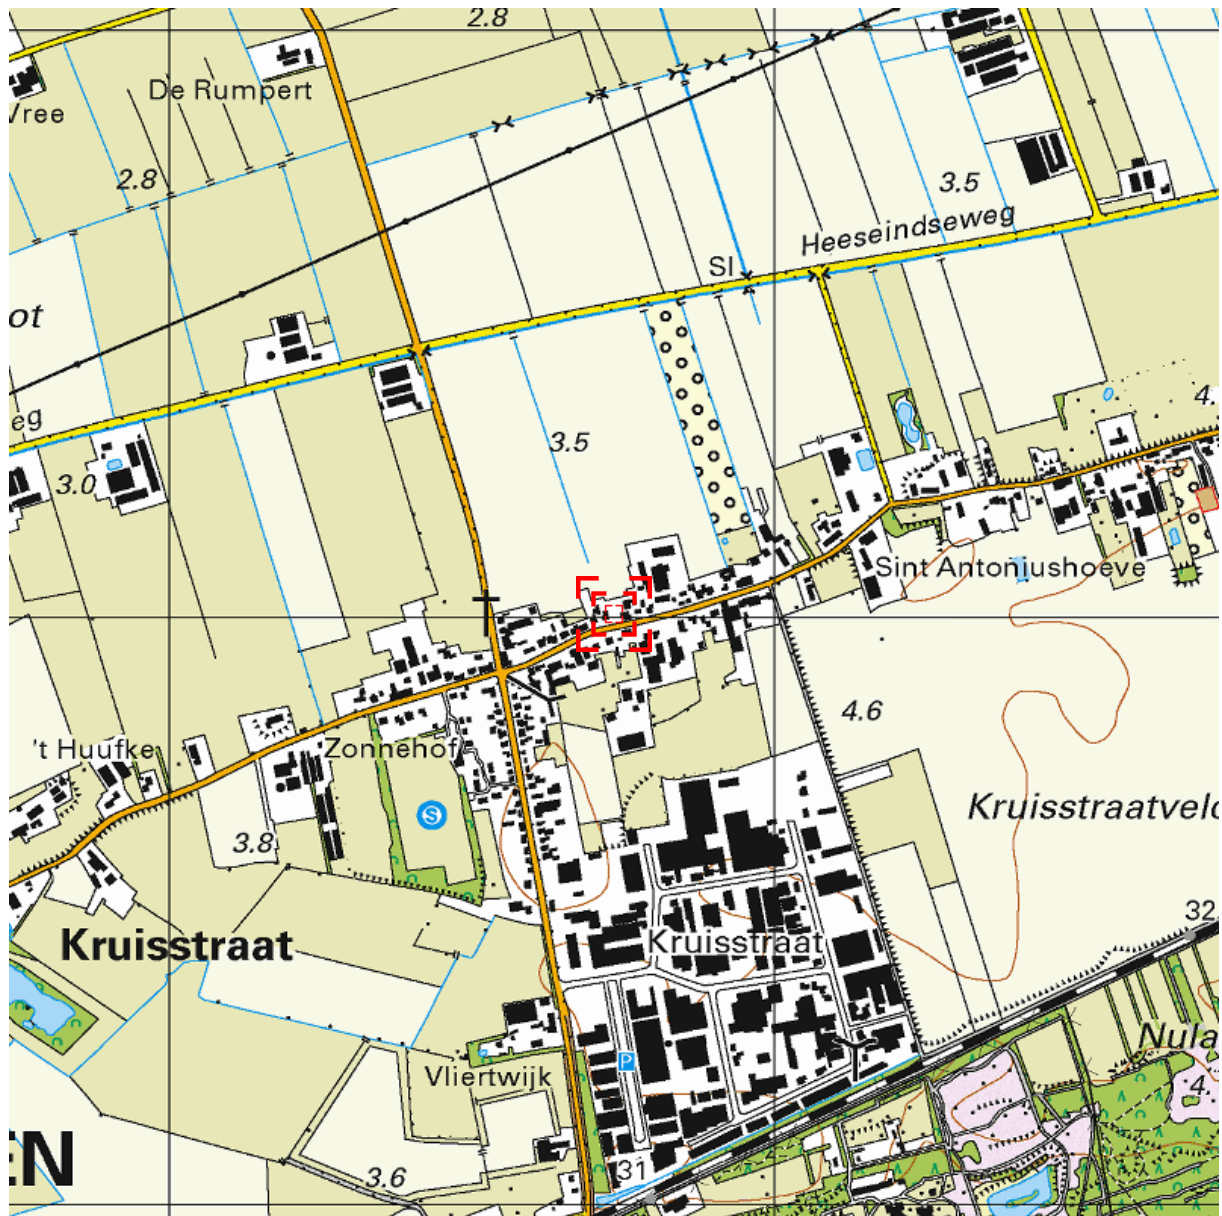 2.8
De Rumpert
Vree
2.8
3.5
Heeseindseweg
Sl
ot
eg
3.5
4.
3.0
Sint Antoniushoeve
4.6
't Huufke
Zonnehof
S
Kruisstraatveld
3.8
32
Kruisstraat
Kruisstraat
Nula
P
Vliertwijk
4
EN
3.6
31